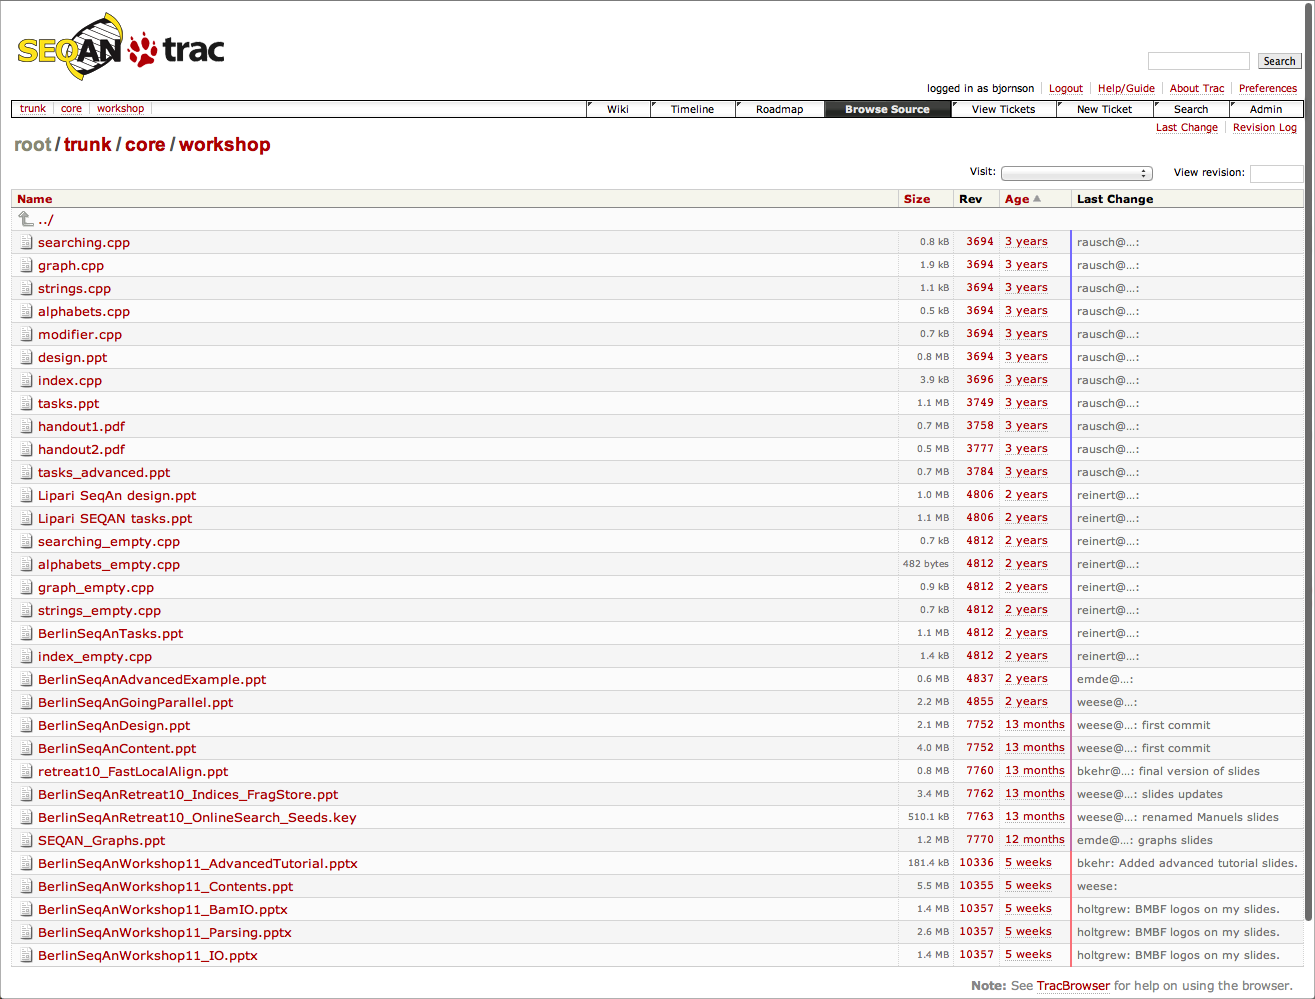 SEQAN trac
Search
logged in as bjornson Logout Help/Guide About Trac Preferences
trunk core workshop Wiki Timeline Roadmap Browse Source View Tickets New Ticket Search Admin
Last Change Revision Log
root / trunk / core / workshop
Visit: View revision:
Name Size Rev Age Last Change
../
searching.cpp 0.8 kB 3694 3 years rausch@...:
graph.cpp 1.9 kB 3694 3 years rausch@...:
strings.cpp 1.1 kB 3694 3 years rausch@...:
alphabets.cpp 0.5 kB 3694 3 years rausch@...:
modifier.cpp 0.7 kB 3694 3 years rausch@...:
design.ppt 0.8 MB 3694 3 years rausch@...:
index.cpp 3.9 kB 3696 3 years rausch@...:
tasks.ppt 1.1 MB 3749 3 years rausch@...:
handout1.pdf 0.7 MB 3758 3 years rausch@...:
handout2.pdf 0.5 MB 3777 3 years rausch@...:
tasks_advanced.ppt 0.7 MB 3784 3 years rausch@...:
Lipari SeqAn design.ppt 1.0 MB 4806 2 years reinert@...:
Lipari SEQAN tasks.ppt 1.1 MB 4806 2 years reinert@...:
searching_empty.cpp 0.7 kB 4812 2 years reinert@...:
alphabets_empty.cpp 482 bytes 4812 2 years reinert@...:
graph_empty.cpp 0.9 kB 4812 2 years reinert@...:
strings_empty.cpp 0.7 kB 4812 2 years reinert@...:
BerlinSeqAnTasks.ppt 1.1 MB 4812 2 years reinert@...:
index_empty.cpp 1.4 kB 4812 2 years reinert@...:
BerlinSeqAnAdvancedExample.ppt 0.6 MB 4837 2 years emde@...:
BerlinSeqAnGoingParallel.ppt 2.2 MB 4855 2 years weese@...:
BerlinSeqAnDesign.ppt 2.1 MB 7752 13 months weese@...: first commit
BerlinSeqAnContent.ppt 4.0 MB 7752 13 months weese@...: first commit
retreat10_FastLocalAlign.ppt 0.8 MB 7760 13 months bkehr@...: final version of slides
BerlinSeqAnRetreat10_Indices_FragStore.ppt 3.4 MB 7762 13 months weese@...: slides updates
BerlinSeqAnRetreat10_OnlineSearch_Seeds.key 510.1 kB 7763 13 months weese@...: renamed Manuels slides
SEQAN_Graphs.ppt 1.2 MB 7770 12 months emde@...: graphs slides
BerlinSeqAnWorkshop11_AdvancedTutorial.pptx 181.4 kB 10336 5 weeks bkehr: Added advanced tutorial slides.
BerlinSeqAnWorkshop11_Contents.ppt 5.5 MB 10355 5 weeks weese:
BerlinSeqAnWorkshop11_BamIO.pptx 1.4 MB 10357 5 weeks holtgrew: BMBF logos on my slides.
BerlinSeqAnWorkshop11_Parsing.pptx 2.6 MB 10357 5 weeks holtgrew: BMBF logos on my slides.
BerlinSeqAnWorkshop11_IO.pptx 1.4 MB 10357 5 weeks holtgrew: BMBF logos on my slides.
Note: See TracBrowser for help on using the browser.